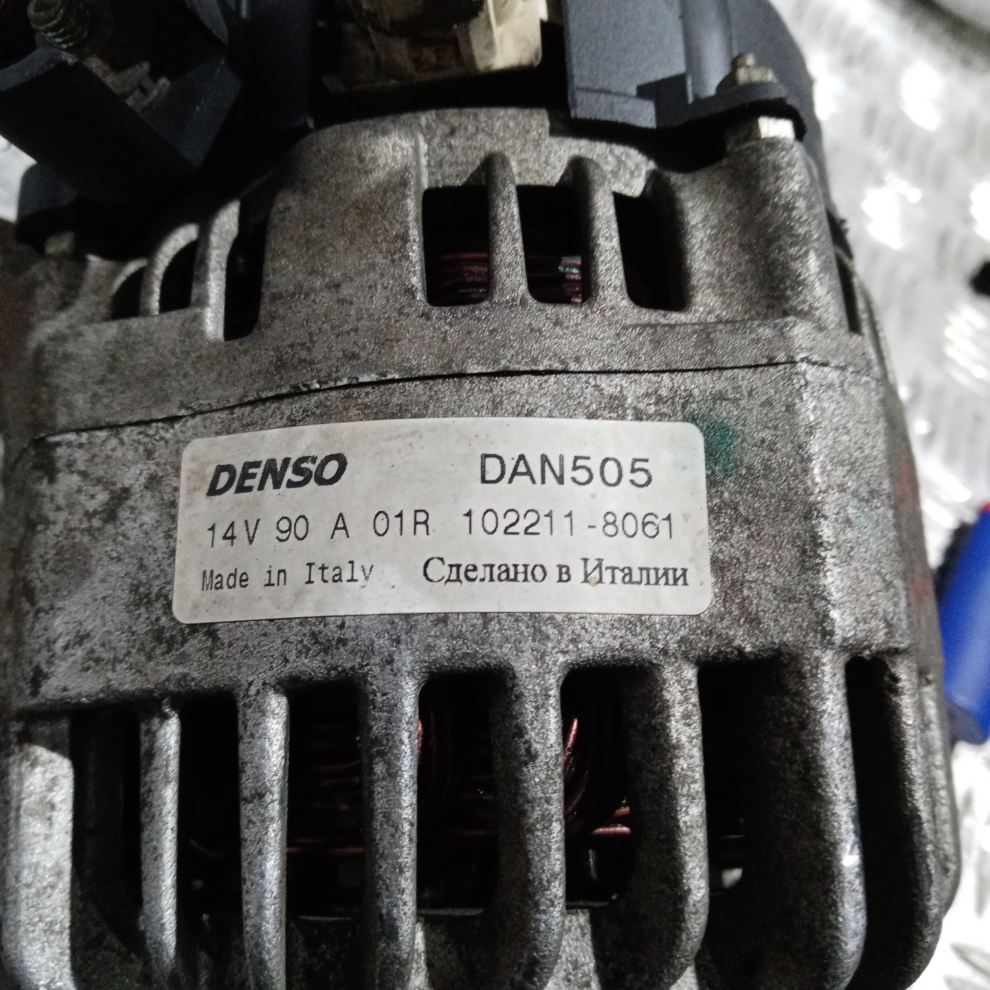 DENSO DAN505
14V 90 A 01R 102211-8061
Made in Italy Сделано в Италии